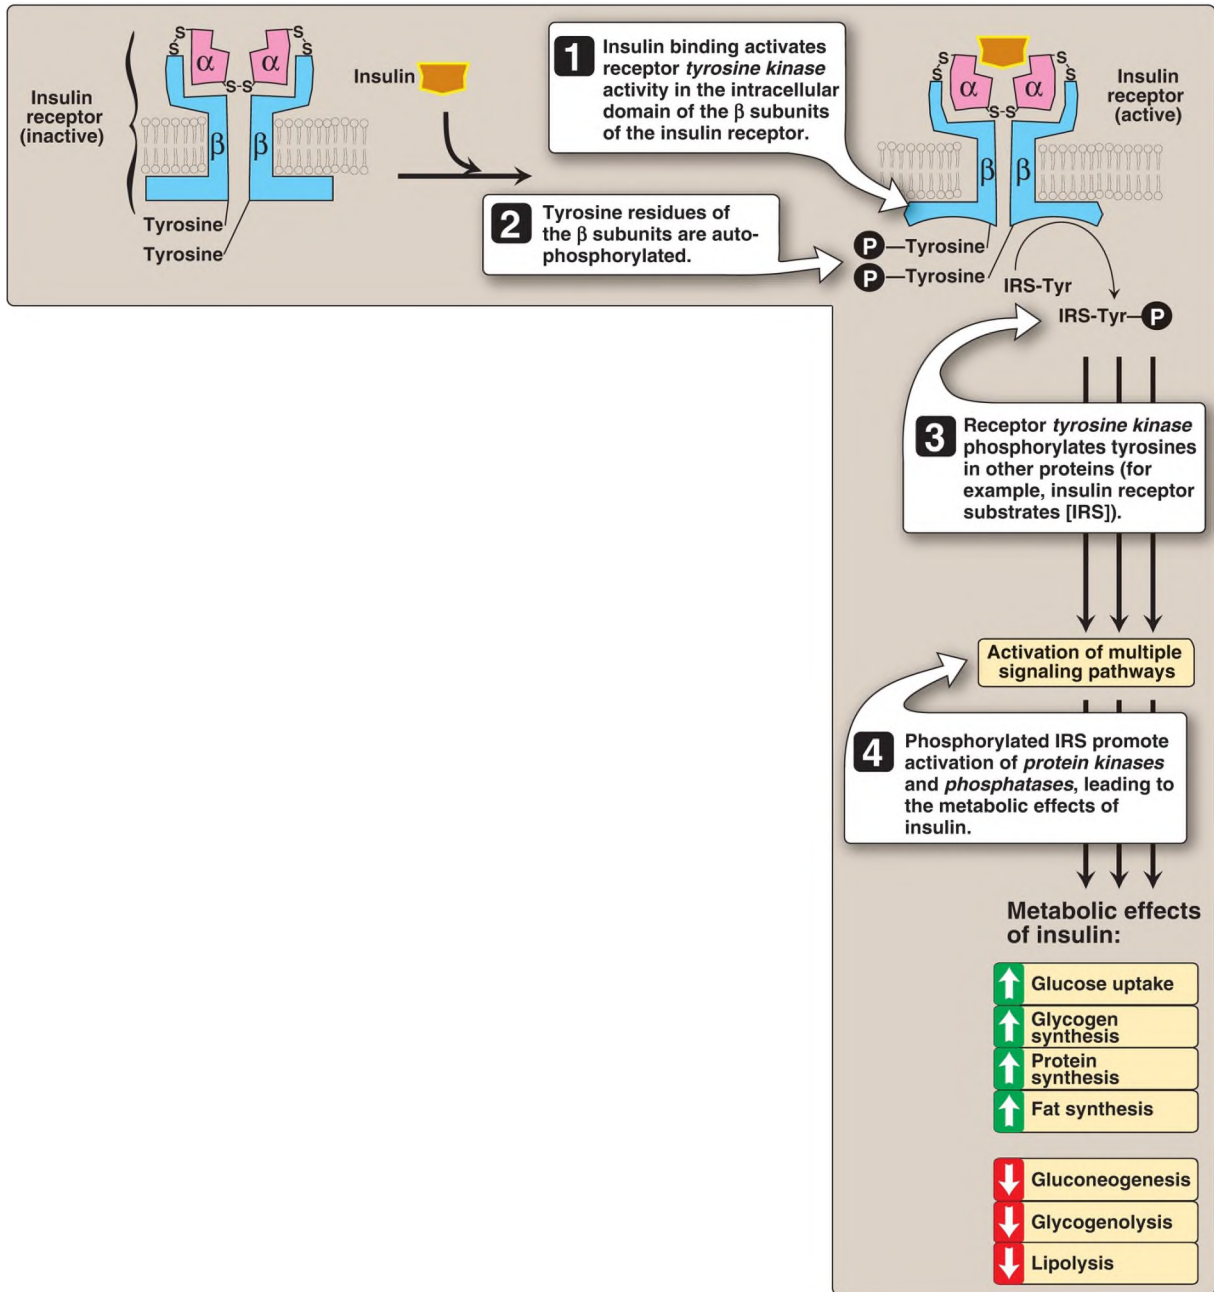 Insulin
receptor
(inactive)
S
S
α
α
S
S
S-S
β
β
Tyrosine
Tyrosine
Insulin
1
Insulin binding activates
receptor tyrosine kinase
activity in the intracellular
domain of the β subunits
of the insulin receptor.
2
Tyrosine residues of
the β subunits are auto-
phosphorylated.
S
S
α
α
S
S
S-S
β
β
Insulin
receptor
(active)
P—Tyrosine
P—Tyrosine
IRS-Tyr
IRS-Tyr—P
3
Receptor tyrosine kinase
phosphorylates tyrosines
in other proteins (for
example, insulin receptor
substrates [IRS]).
Activation of multiple
signaling pathways
4
Phosphorylated IRS promote
activation of protein kinases
and phosphatases, leading to
the metabolic effects of
insulin.
Metabolic effects
of insulin:
Glucose uptake
Glycogen
synthesis
Protein
synthesis
Fat synthesis
Gluconeogenesis
Glycogenolysis
Lipolysis